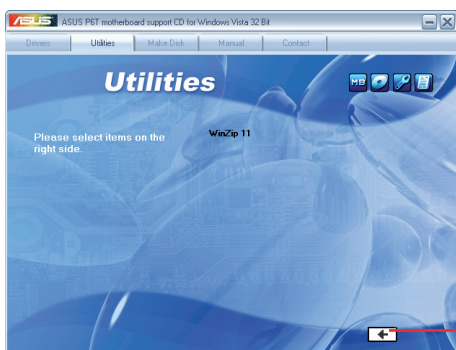 ASUS ASUS P6T motherboard support CD for Windows Vista 32 Bit
Drivers Utilities Make Disk Manual Contact
Utilities
MB
Please select items on the
right side.
WinZip 11